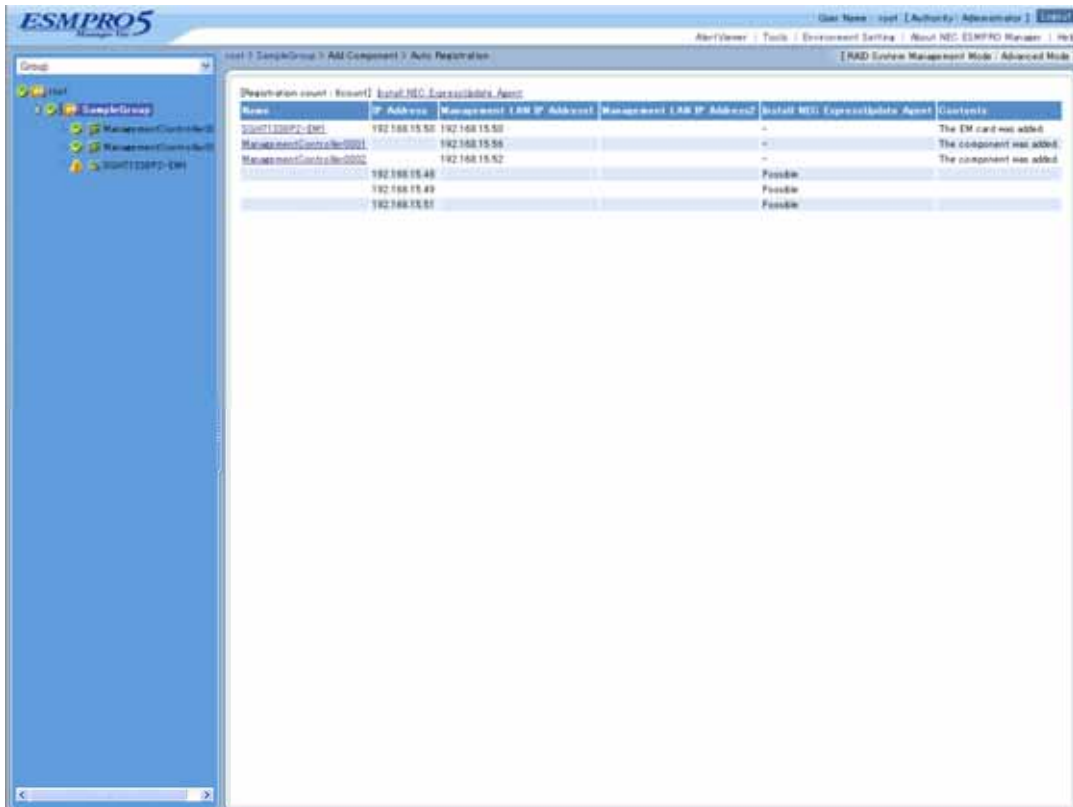 ESMPRO5
Manager
User Name : root [ Authority : Administrator ] Logout
AlertViewer | Tools | Environment Setting | About NEC ESMPRO Manager | Help
Group
root > SampleGroup > Add Component > Auto Registration
[ RAID System Management Mode : Advanced Mode
root
SampleGroup
ManagementController0
ManagementController0
[Registration count : 6count] Install NEC ExpressUpdate Agent
Name IP Address Management LAN IP Address1 Management LAN IP Address2 Install NEC ExpressUpdate Agent Contents
192.168.15.50 192.168.15.50 - The EM card was added.
ManagementController0001 192.168.15.56 - The component was added.
ManagementController0002 192.168.15.52 - The component was added.
192.168.15.48 Possible
192.168.15.49 Possible
192.168.15.51 Possible